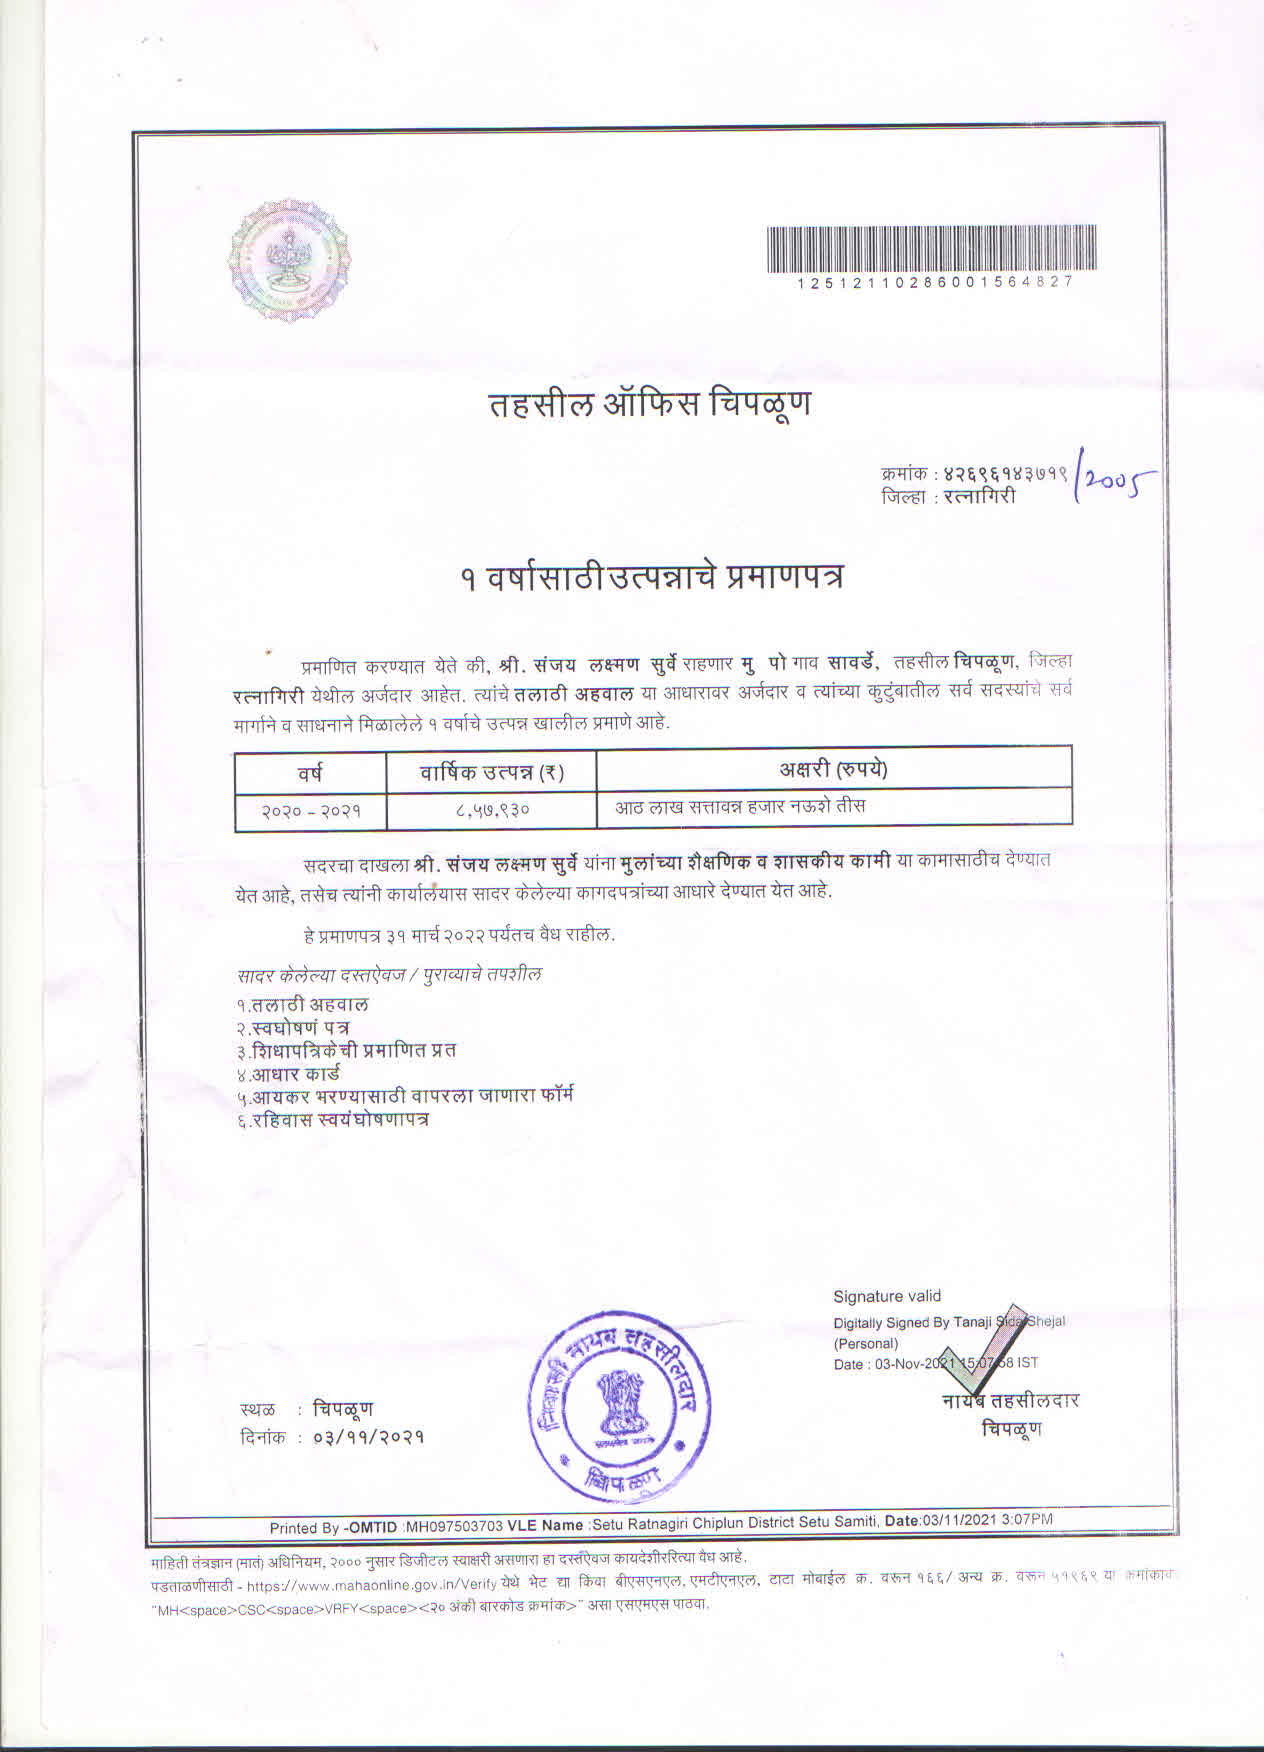 12512110286001564827
तहसील ऑफिस चिपळूण
क्रमांक : ४२६९६१४३७१९ /2005
जिल्हा : रत्नागिरी
१ वर्षासाठी उत्पन्नाचे प्रमाणपत्र
प्रमाणित करण्यात येते की, श्री. संजय लक्ष्मण सुर्वे राहणार मु पो गाव सावर्डे, तहसील चिपळूण, जिल्हा
रत्नागिरी येथील अर्जदार आहेत. त्यांचे तलाठी अहवाल या आधारावर अर्जदार व त्यांच्या कुटुंबातील सर्व सदस्यांचे सर्व
मार्गाने व साधनाने मिळालेले १ वर्षाचे उत्पन्न खालील प्रमाणे आहे.
वर्ष वार्षिक उत्पन्न (₹) अक्षरी (रुपये)
२०२० - २०२१ ८,५७,९३० आठ लाख सत्तावन्न हजार नऊशे तीस
सदरचा दाखला श्री. संजय लक्ष्मण सुर्वे यांना मुलांच्या शैक्षणिक व शासकीय कामी या कामासाठीच देण्यात
येत आहे, तसेच त्यांनी कार्यालयास सादर केलेल्या कागदपत्रांच्या आधारे देण्यात येत आहे.
हे प्रमाणपत्र ३१ मार्च २०२२ पर्यंतच वैध राहील.
सादर केलेल्या दस्तऐवज / पुराव्याचे तपशील
१.तलाठी अहवाल
२.स्वघोषणं पत्र
३.शिधापत्रिकेची प्रमाणित प्रत
४.आधार कार्ड
५.आयकर भरण्यासाठी वापरला जाणारा फॉर्म
६.रहिवास स्वयंघोषणापत्र
Signature valid
Digitally Signed By Tanaji Sida Shejal
(Personal)
Date : 03-Nov-2021 15:07:58 IST
नायब तहसीलदार
चिपळूण
स्थळ : चिपळूण
दिनांक : ०३/११/२०२१
निवासी नायब तहसीलदार
चिपळूण
Printed By -OMTID :MH097503703 VLE Name :Setu Ratnagiri Chiplun District Setu Samiti, Date:03/11/2021 3:07PM
माहिती तंत्रज्ञान (मातं) अधिनियम, २००० नुसार डिजीटल स्वाक्षरी असणारा हा दस्तऐवज कायदेशीररित्या वैध आहे.
पडताळणीसाठी - https://www.mahaonline.gov.in/Verify येथे भेट द्या किंवा बीएसएनएल, एमटीएनएल, टाटा मोबाईल क्र. वरून १६६/ अन्य क्र. वरून ५१९६९ या क्रमांकाव
"MH<space>CSC<space>VRFY<space><२० अंकी बारकोड क्रमांक>" असा एसएमएस पाठवा.